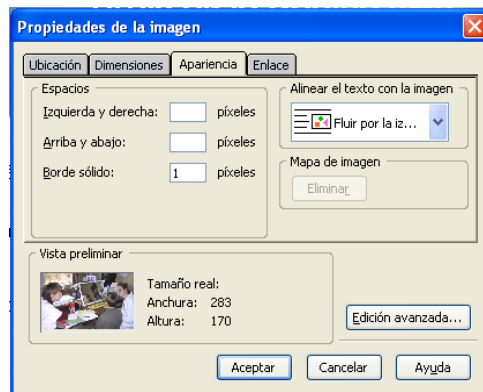 Propiedades de la imagen
Ubicación Dimensiones Apariencia Enlace
Espacios
Izquierda y derecha: píxeles
Arriba y abajo: píxeles
Borde sólido: 1 píxeles
Alinear el texto con la imagen
Fluir por la iz...
Mapa de imagen
Eliminar
Vista preliminar
Tamaño real:
Anchura: 283
Altura: 170
Edición avanzada...
Aceptar Cancelar Ayuda